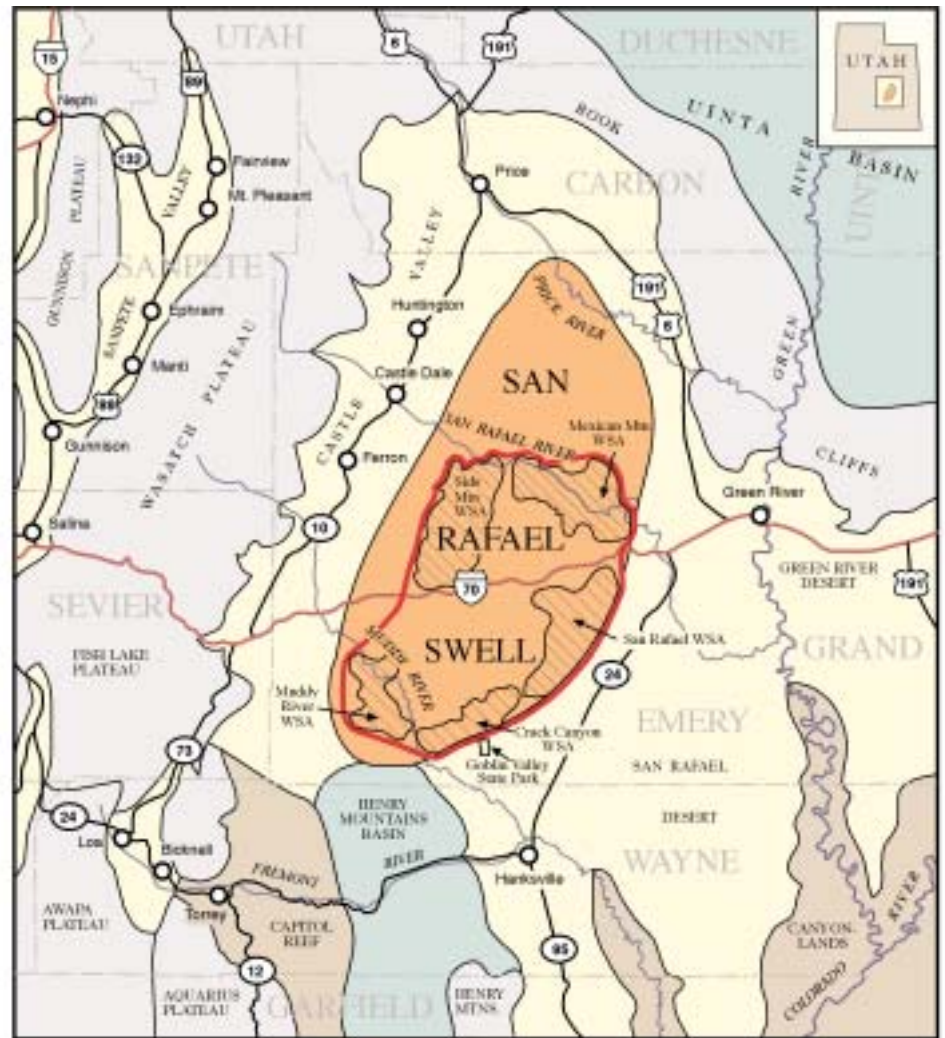 UTAH
DUCHESNE
6
191
15
89
UTAH
Nephi
UINTA
BASIN
BOOK
132
Fairview
Price
CARBON
RIVER
UINT
GUNNISON
PLATEAU
VALLEY
Mt. Pleasant
SANPETE
VALLEY
191
6
PRICE RIVER
Huntington
SANPETE
Ephraim
GREEN
Manti
WASATCH PLATEAU
Castle Dale
SAN
89
Gunnison
CASTLE
SAN RAFAEL RIVER
Mexican Mtn
WSA
CLIFFS
Ferron
Green River
Salina
10
WSA
RAFAEL
70
GREEN RIVER
DESERT
191
SEVIER
MUDDY
RIVER
SWELL
San Rafael WSA
GRAND
FISH LAKE
PLATEAU
24
Muddy
River
WSA
EMERY
Crack Canyon
WSA
Goblin Valley
State Park
SAN RAFAEL
DESERT
24
Loa
Bicknell
HENRY
MOUNTAINS
BASIN
FREMONT
RIVER
Hanksville
WAYNE
Torrey
AWAPA
PLATEAU
CAPITOL
REEF
CANYON-
LANDS
RIVER
COLORADO
95
12
AQUARIUS
PLATEAU
GARFIELD
HENRY
MTNS.